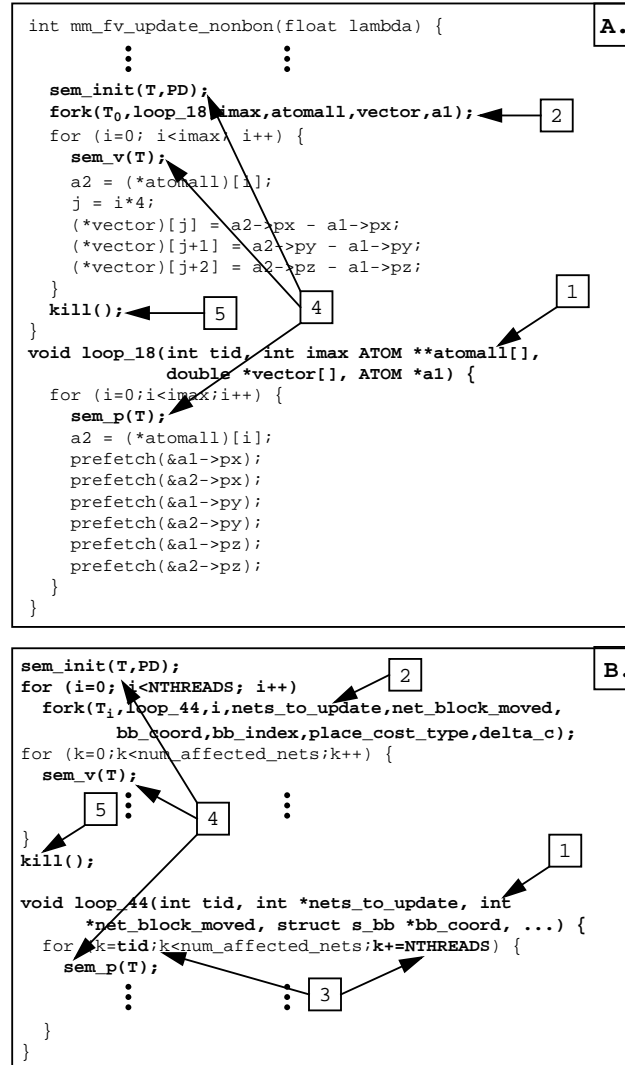 int mm_fv_update_nonbon(float lambda) {
A.
sem_init(T,PD);
fork(T0,loop_18,imax,atomall,vector,a1);
2
for (i=0; i<imax; i++) {
sem_v(T);
a2 = (*atomall)[i];
j = i*4;
(*vector)[j] = a2->px - a1->px;
(*vector)[j+1] = a2->py - a1->py;
(*vector)[j+2] = a2->pz - a1->pz;
}
1
kill();
5
4
}
void loop_18(int tid, int imax ATOM **atomall[],
double *vector[], ATOM *a1) {
for (i=0;i<imax;i++) {
sem_p(T);
a2 = (*atomall)[i];
prefetch(&a1->px);
prefetch(&a2->px);
prefetch(&a1->py);
prefetch(&a2->py);
prefetch(&a1->pz);
prefetch(&a2->pz);
}
}
B.
sem_init(T,PD);
for (i=0; i<NTHREADS; i++)
2
fork(Ti,loop_44,i,nets_to_update,net_block_moved,
bb_coord,bb_index,place_cost_type,delta_c);
for (k=0;k<num_affected_nets;k++) {
sem_v(T);
5
4
}
kill();
1
void loop_44(int tid, int *nets_to_update, int
*net_block_moved, struct s_bb *bb_coord, ...) {
for (k=tid;k<num_affected_nets;k+=NTHREADS) {
sem_p(T);
3
}
}